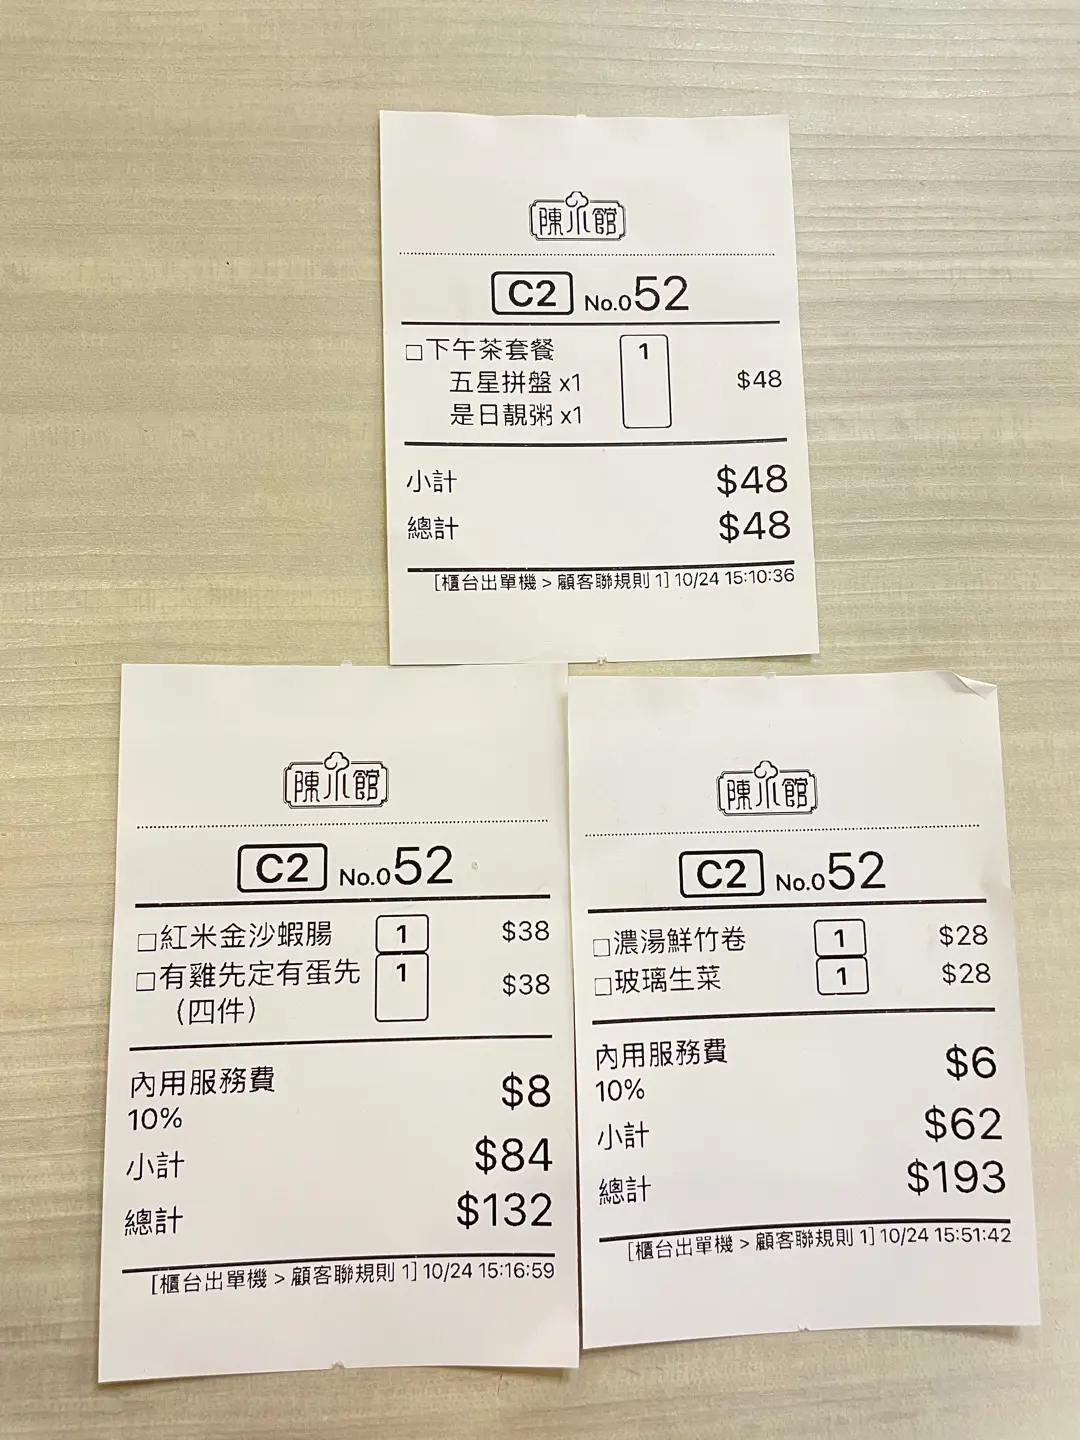 陳小館
C2 No.052
□下午茶套餐 1 $48
五星拼盤 x1
是日靚粥 x1
小計 $48
總計 $48
[櫃台出單機 > 顧客聯規則 1] 10/24 15:10:36
陳小館
C2 No.052
□紅米金沙蝦腸 1 $38
□有雞先定有蛋先 1 $38
(四件)
內用服務費 $8
10%
小計 $84
總計 $132
[櫃台出單機 > 顧客聯規則 1] 10/24 15:16:59
陳小館
C2 No.052
□濃湯鮮竹卷 1 $28
□玻璃生菜 1 $28
內用服務費 $6
10%
小計 $62
總計 $193
[櫃台出單機 > 顧客聯規則 1] 10/24 15:51:42